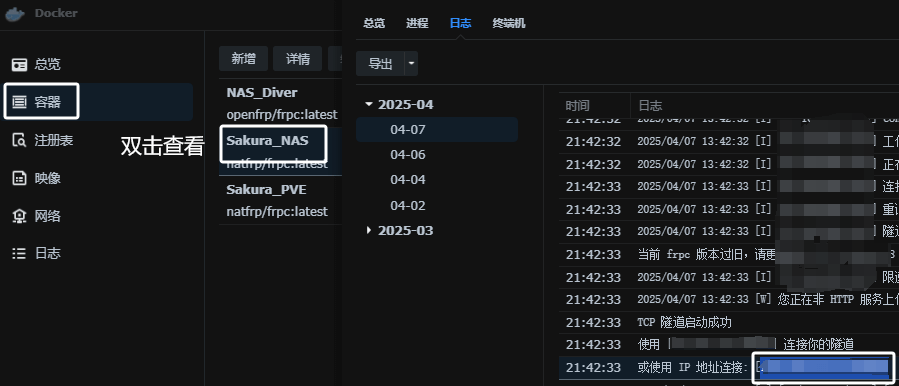 Docker
总览
容器
注册表
映像
网络
日志
双击查看
新增
详情
NAS_Diver
openfrp/frpc:latest
Sakura_NAS
natfrp/frpc:latest
Sakura_PVE
natfrp/frpc:latest
总览 进程 日志 终端机
导出
2025-04
04-07
04-06
04-04
04-02
2025-03
时间 日志
21:42:32 2025/04/07 13:42:32 [I]
21:42:32 2025/04/07 13:42:32 [I] ] 工
21:42:32 2025/04/07 13:42:32 [I] ] 正在
21:42:33 2025/04/07 13:42:33 [I] ] 连接
21:42:33 2025/04/07 13:42:33 [I] ] 重
21:42:33 2025/04/07 13:42:33 [I] ] 隧道
21:42:33 当前 frpc 版本过旧，请更
21:42:33 2025/04/07 13:42:33 [I] 限
21:42:33 2025/04/07 13:42:33 [W] 您正在非 HTTP 服务上
21:42:33 TCP 隧道启动成功
21:42:33 使用 [ ] 连接你的隧道
21:42:33 或使用 IP 地址连接: [